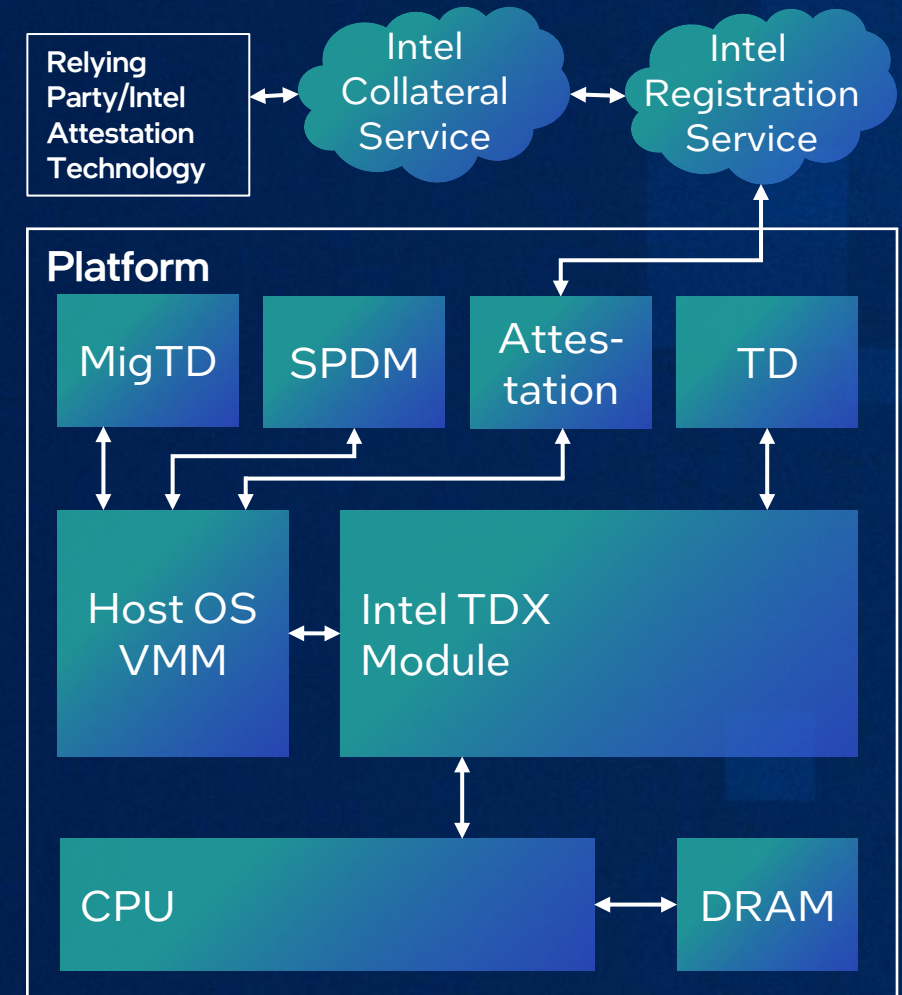 Relying
Party/Intel
Attestation
Technology
Intel
Collateral
Service
Intel
Registration
Service
Platform
MigTD
SPDM
Attes-
tation
TD
Host OS
VMM
Intel TDX
Module
CPU
DRAM